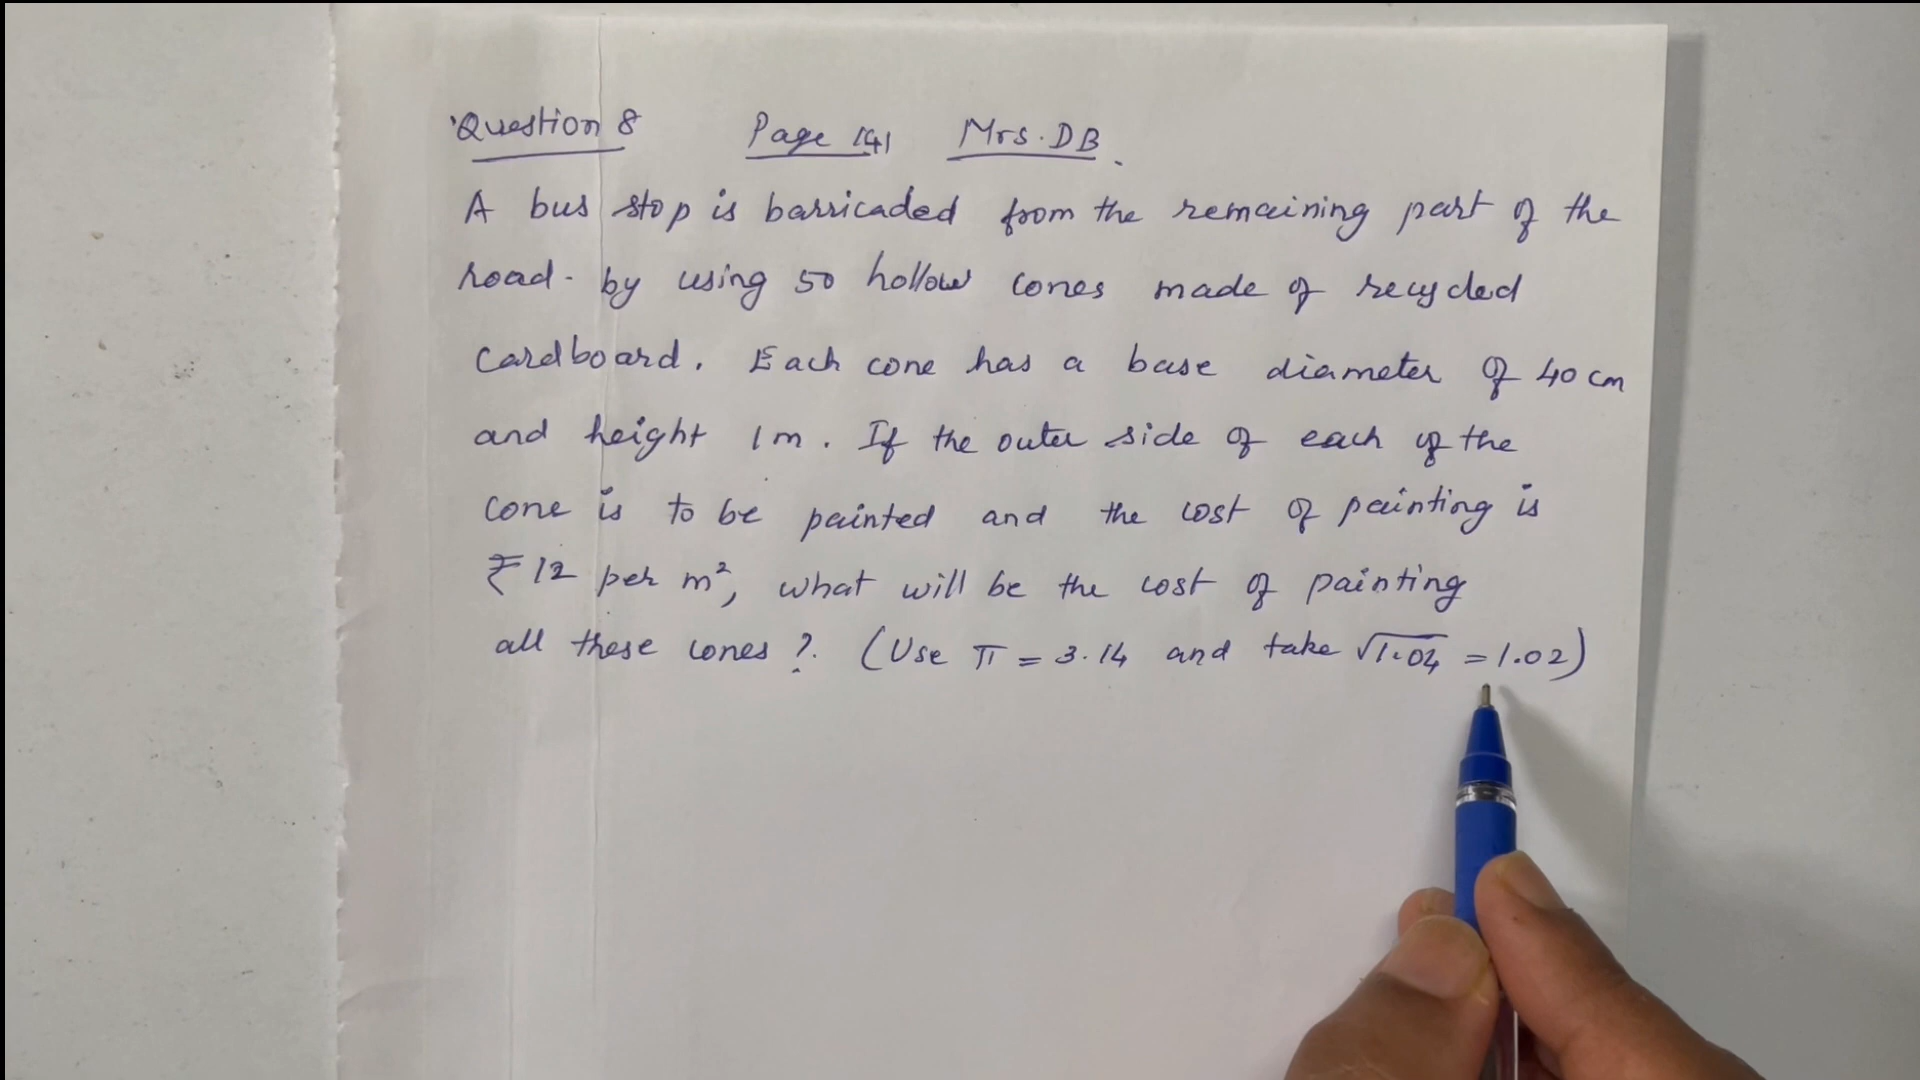 Question 8 Page 141 Mrs. DB.
A bus stop is barricaded from the remaining part of the
road. by using 50 hollow cones made of recycled
cardboard. Each cone has a base diameter of 40 cm
and height 1m. If the outer side of each of the
cone is to be painted and the cost of painting is
₹12 per m², what will be the cost of painting
all these cones?. (Use π = 3.14 and take √1.04 = 1.02)